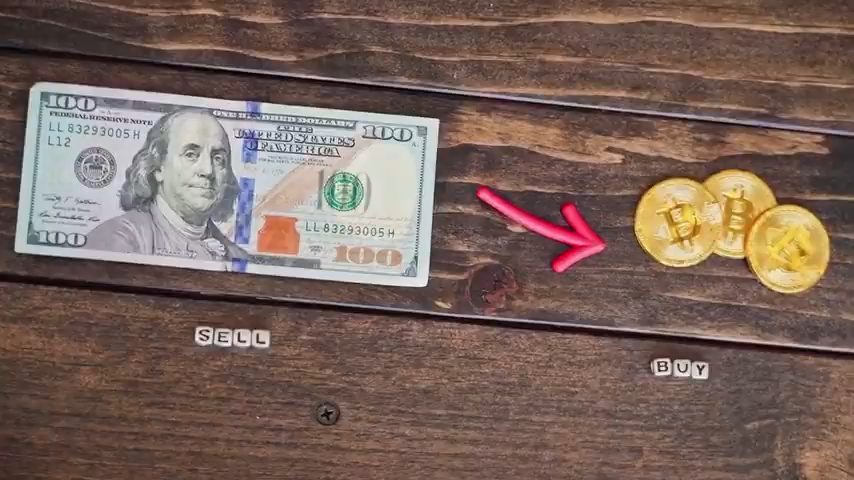 100
FEDERAL RESERVE NOTE
LL 83293005 H
L12
ONE HUNDRED DOLLARS
THE
UNITED STATES
OF AMERICA
100
LL 83293005 H
100
100
SELL
BUY